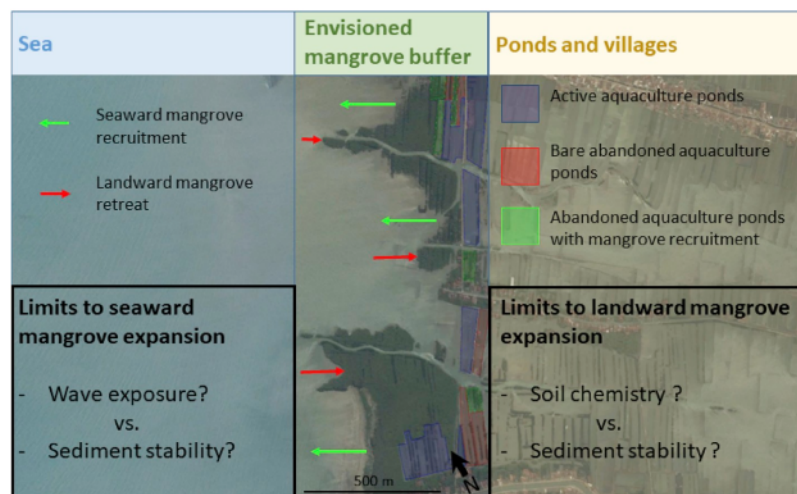 Sea
Envisioned
mangrove buffer
Ponds and villages
Seaward mangrove
recruitment
Landward mangrove
retreat
Active aquaculture ponds
Bare abandoned aquaculture
ponds
Abandoned aquaculture ponds
with mangrove recruitment
Limits to seaward
mangrove expansion
- Wave exposure?
vs.
- Sediment stability?
Limits to landward mangrove
expansion
- Soil chemistry ?
vs.
- Sediment stability ?
500 m
N